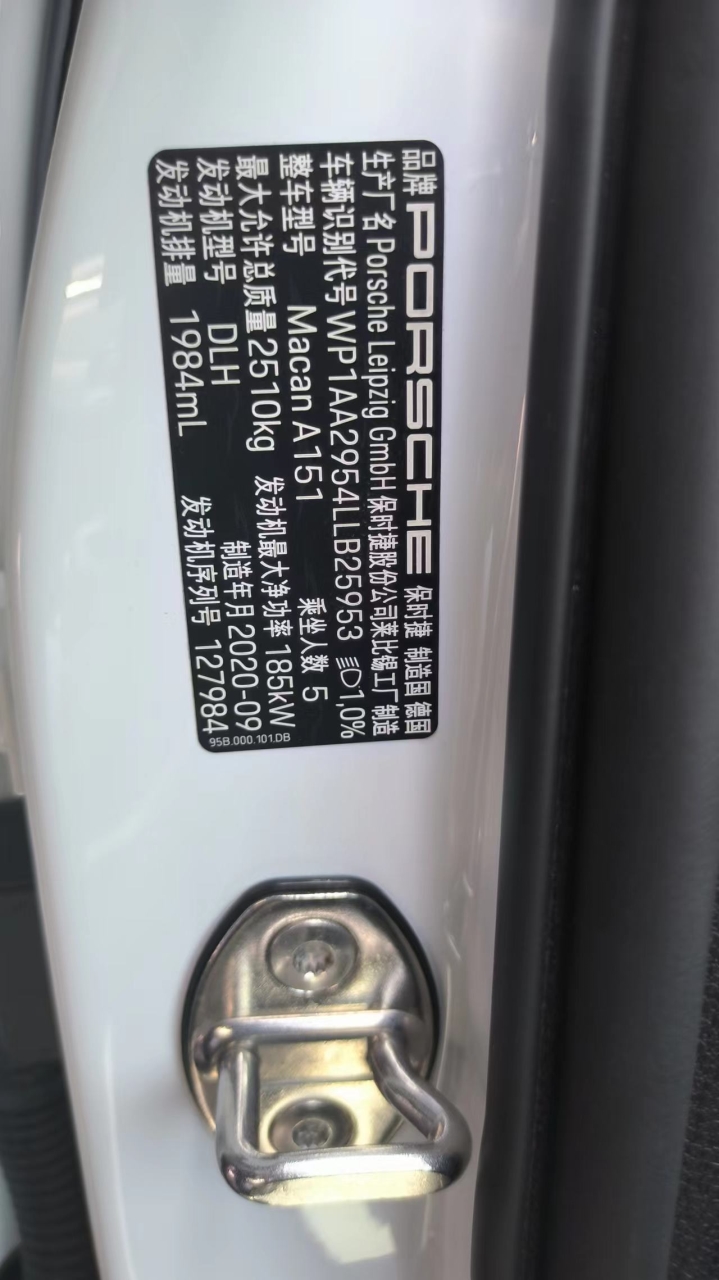 品牌 PORSCHE 保时捷 制造国 德国
生产厂名 Porsche Leipzig GmbH 保时捷股份公司莱比锡工厂制造
车辆识别代号 WP1AA2954LLB25953 1,0%
整车型号 Macan A151 乘坐人数 5
最大允许总质量 2510kg 发动机最大净功率 185kW
发动机型号 DLH 制造年月 2020-09
发动机排量 1984mL 发动机序列号 127984
95B.000.101.DB